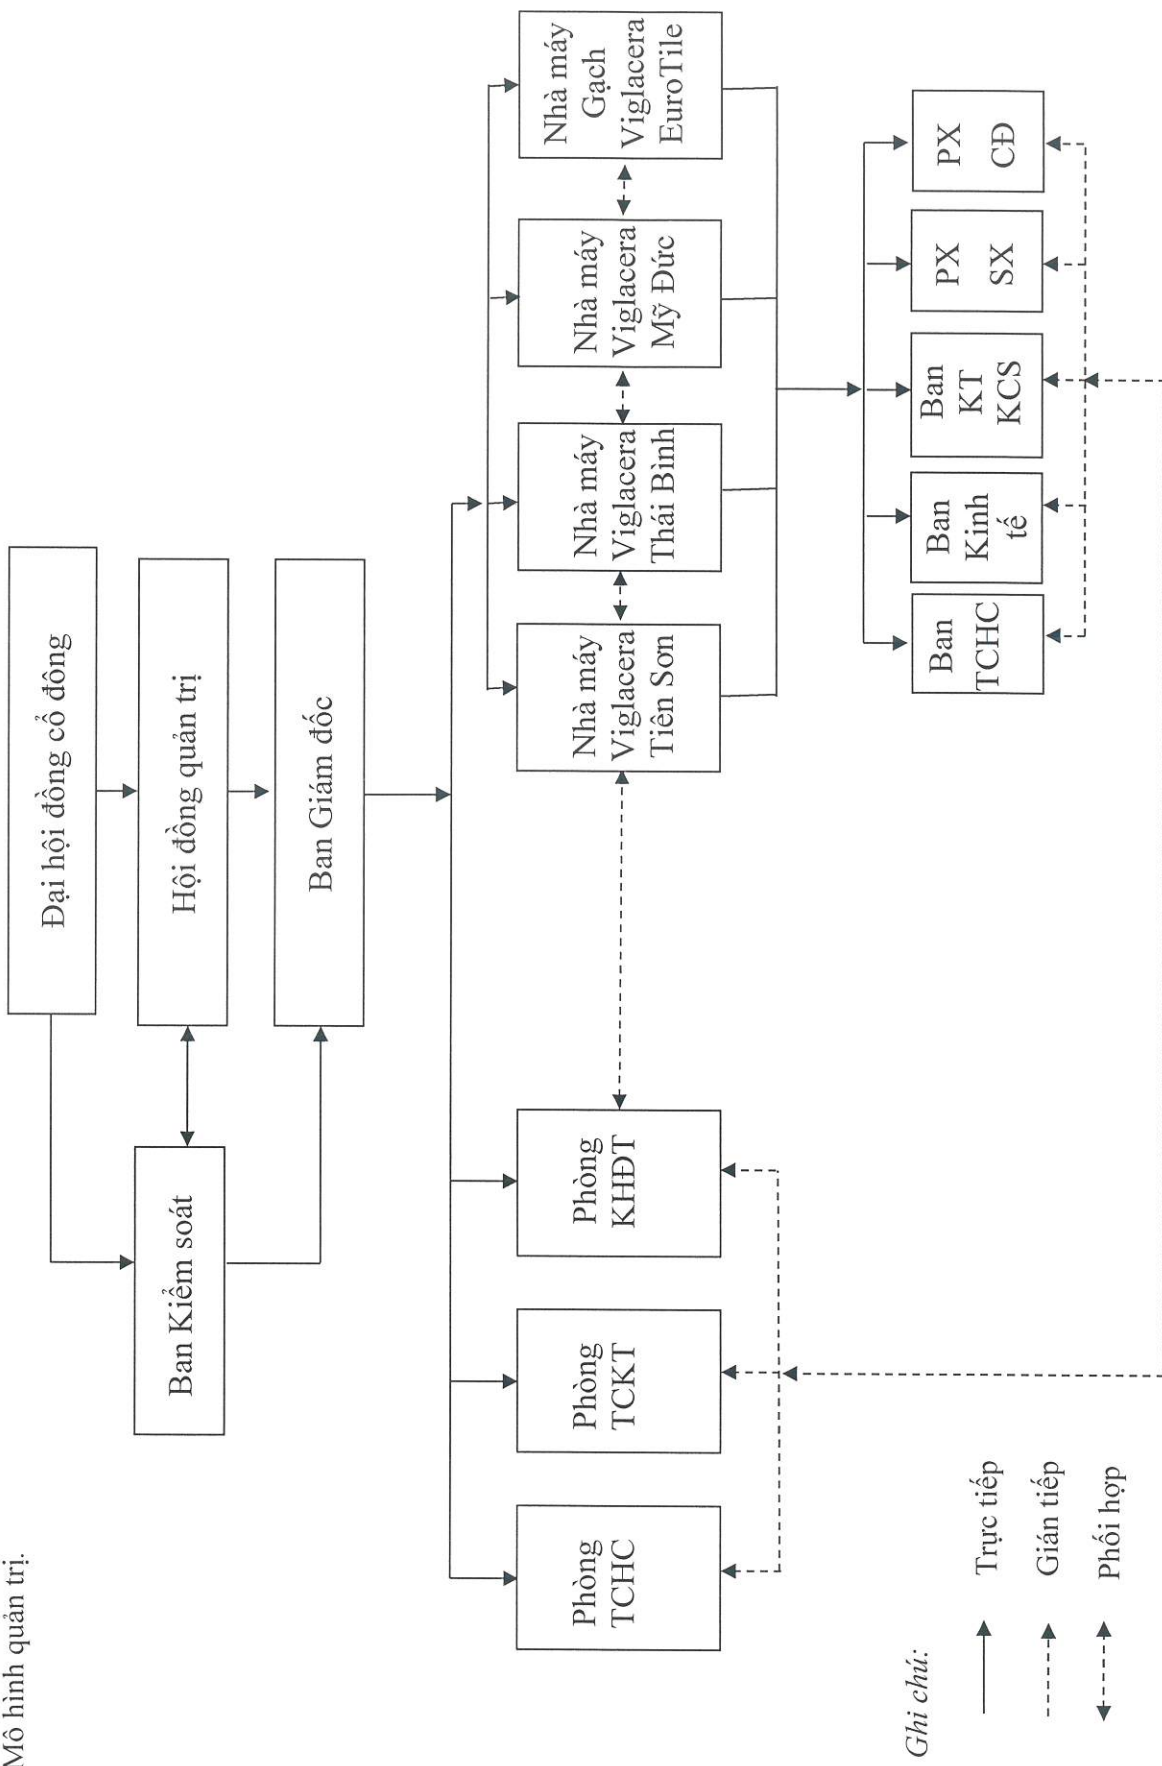 Mô hình quản trị.
Đại hội đồng cổ đông
Ban Kiểm soát
Hội đồng quản trị
Ban Giám đốc
Phòng
TCHC
Phòng
TCKT
Phòng
KHĐT
Nhà máy
Viglacera
Tiên Sơn
Nhà máy
Viglacera
Thái Bình
Nhà máy
Viglacera
Mỹ Đức
Nhà máy
Gạch
Viglacera
EuroTile
Ban
TCHC
Ban
Kinh
tế
Ban
KT
KCS
PX
SX
PX
CĐ
Ghi chú:
Trực tiếp
Gián tiếp
Phối hợp